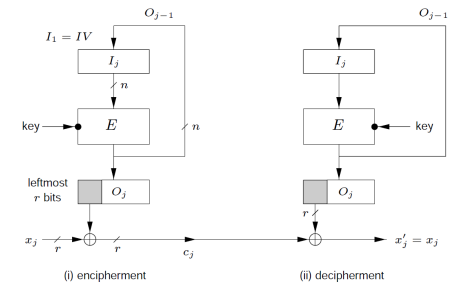 O_{j-1}
I_1 = IV
I_j
n
key
E
n
leftmost
r bits
O_j
x_j
r
r
c_j
(i) encipherment
O_{j-1}
I_j
E
key
O_j
r
x'_j = x_j
(ii) decipherment